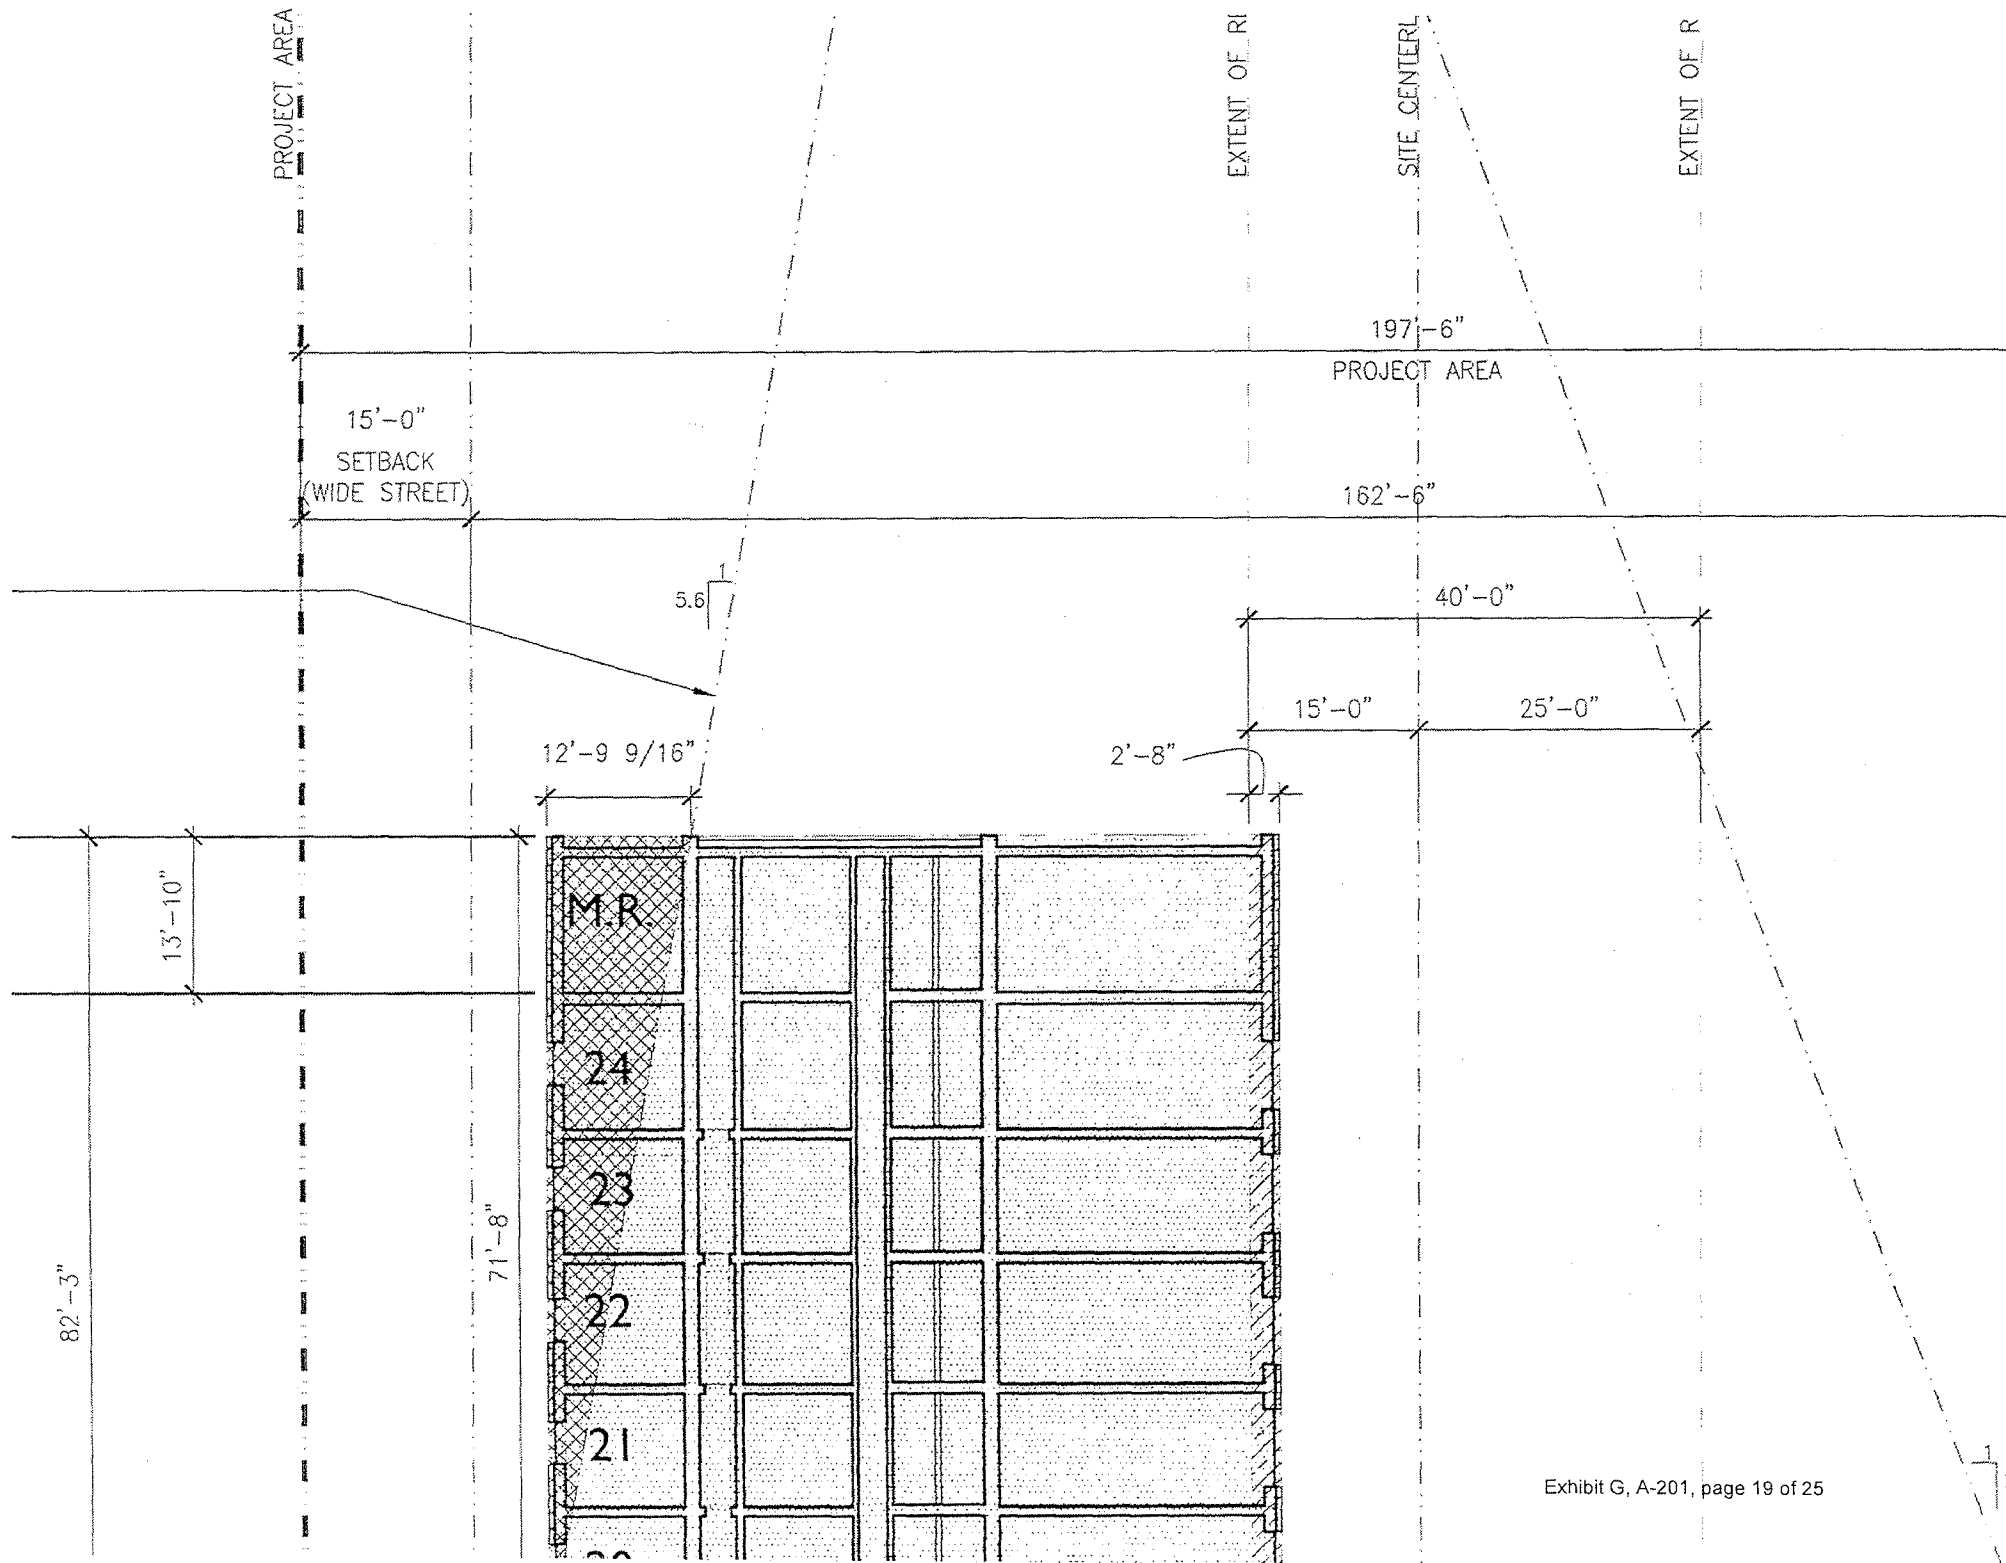 PROJECT AREA
EXTENT OF RI
SITE CENTERL
EXTENT OF R
197'-6"
PROJECT AREA
15'-0"
SETBACK
(WIDE STREET)
162'-6"
1
5.6
40'-0"
15'-0"
25'-0"
12'-9 9/16"
2'-8"
13'-10"
82'-3"
71'-8"
M.R.
24
23
22
21
20
1
Exhibit G, A-201, page 19 of 25